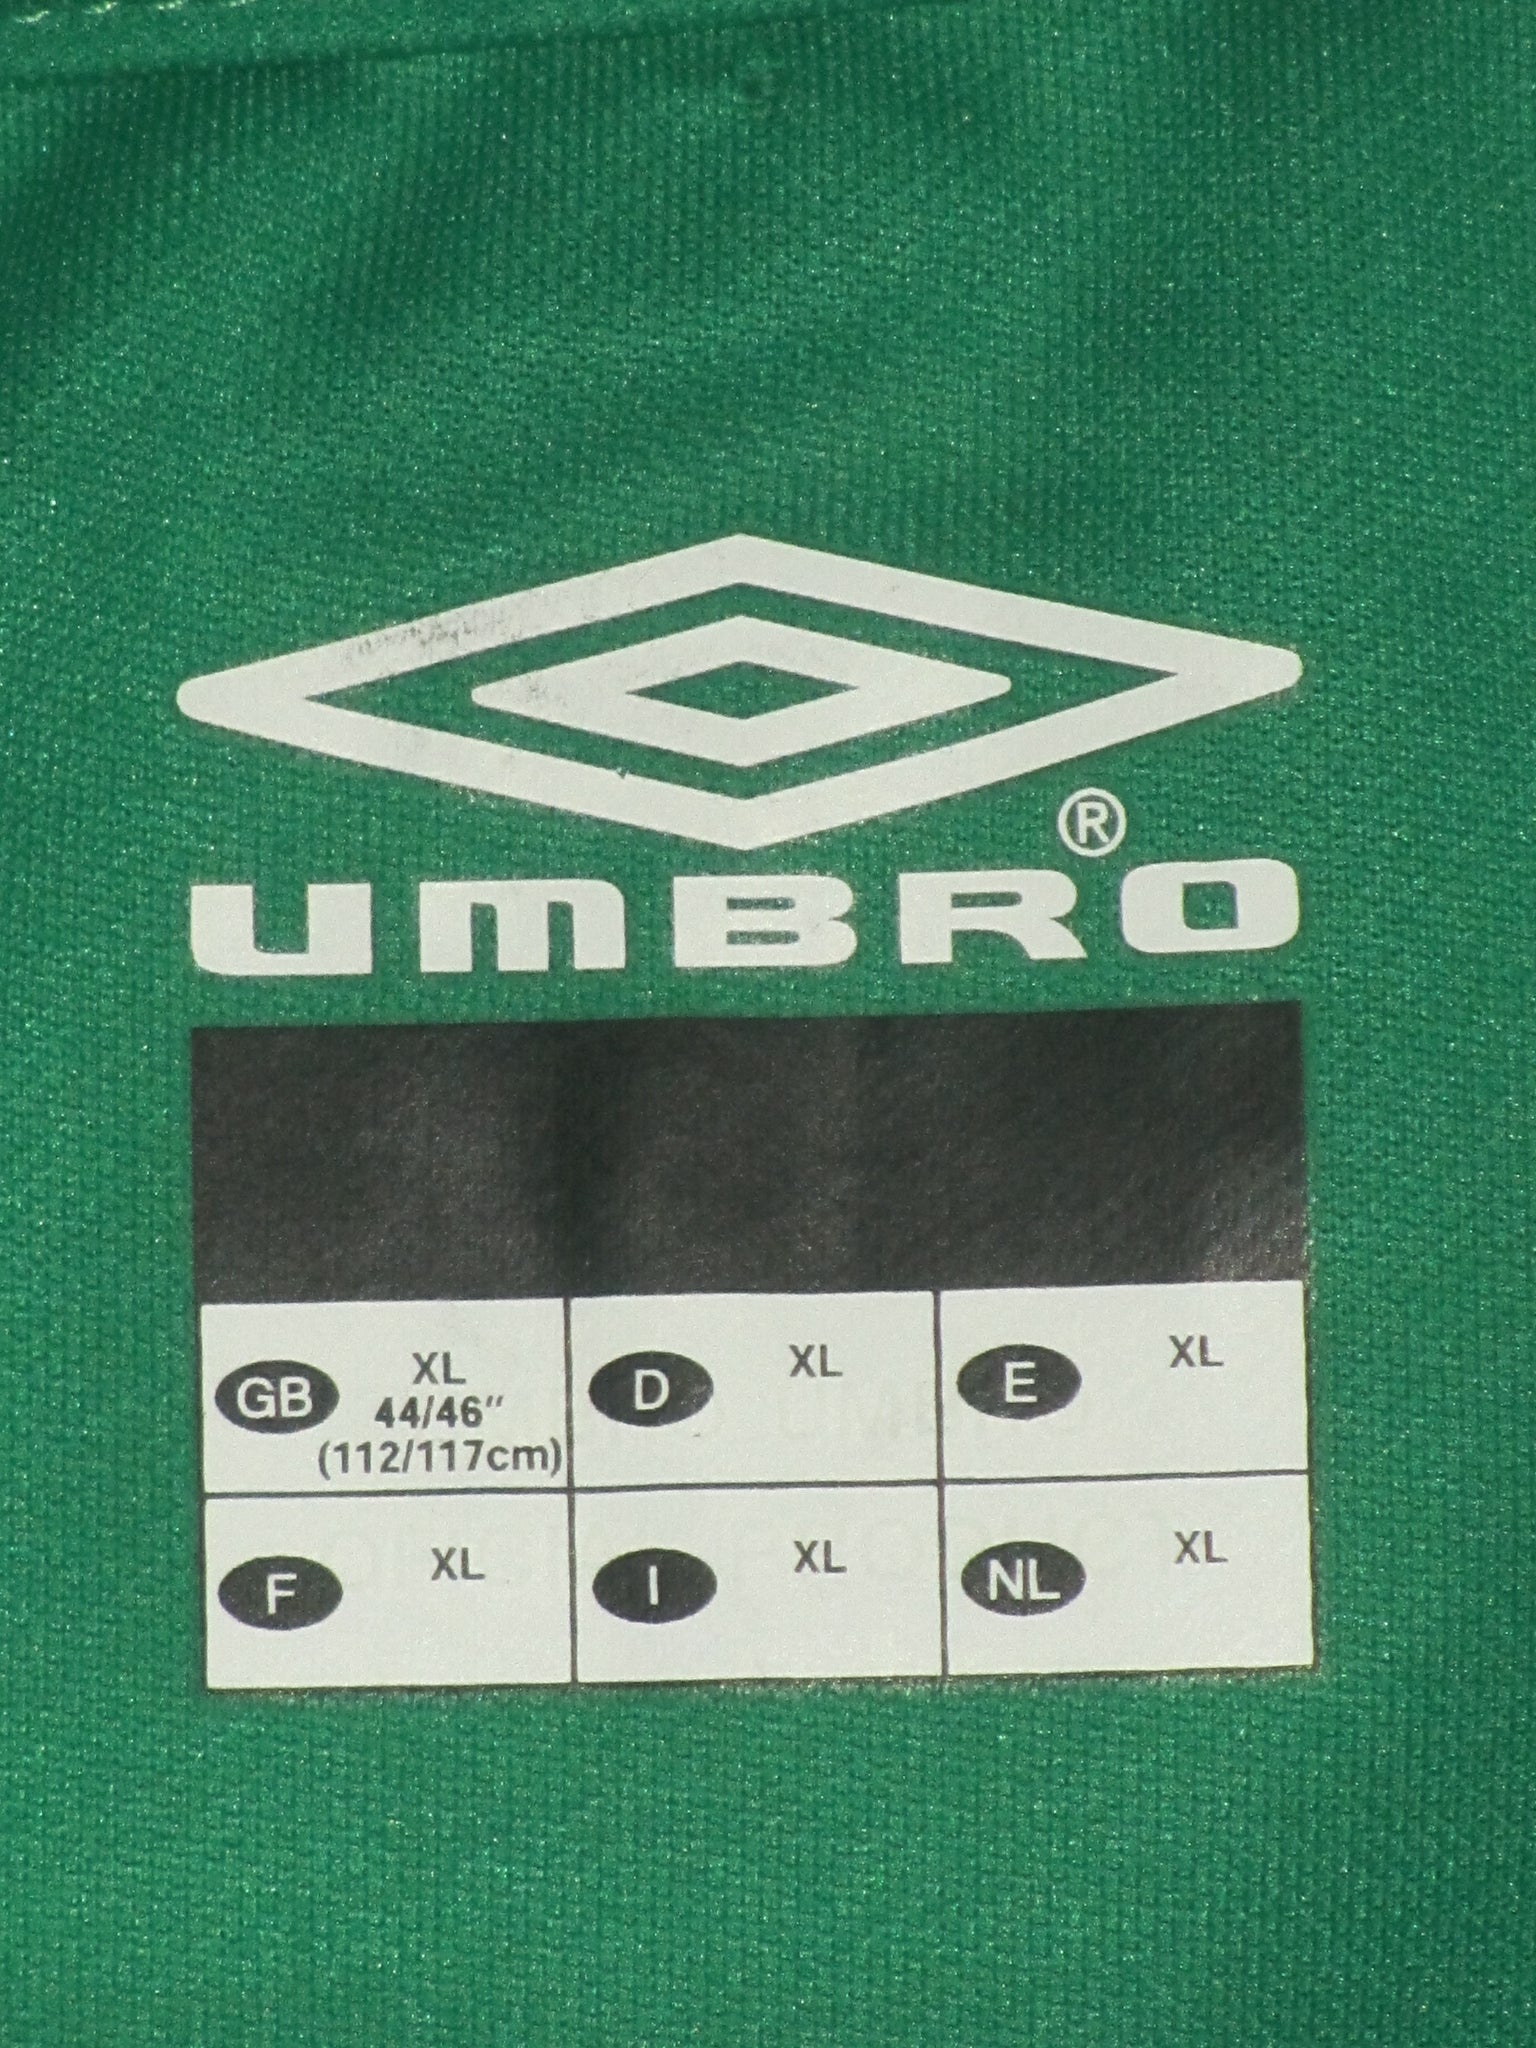 ®
UMBRO
GB XL 44/46" (112/117cm)
D XL
E XL
F XL
I XL
NL XL